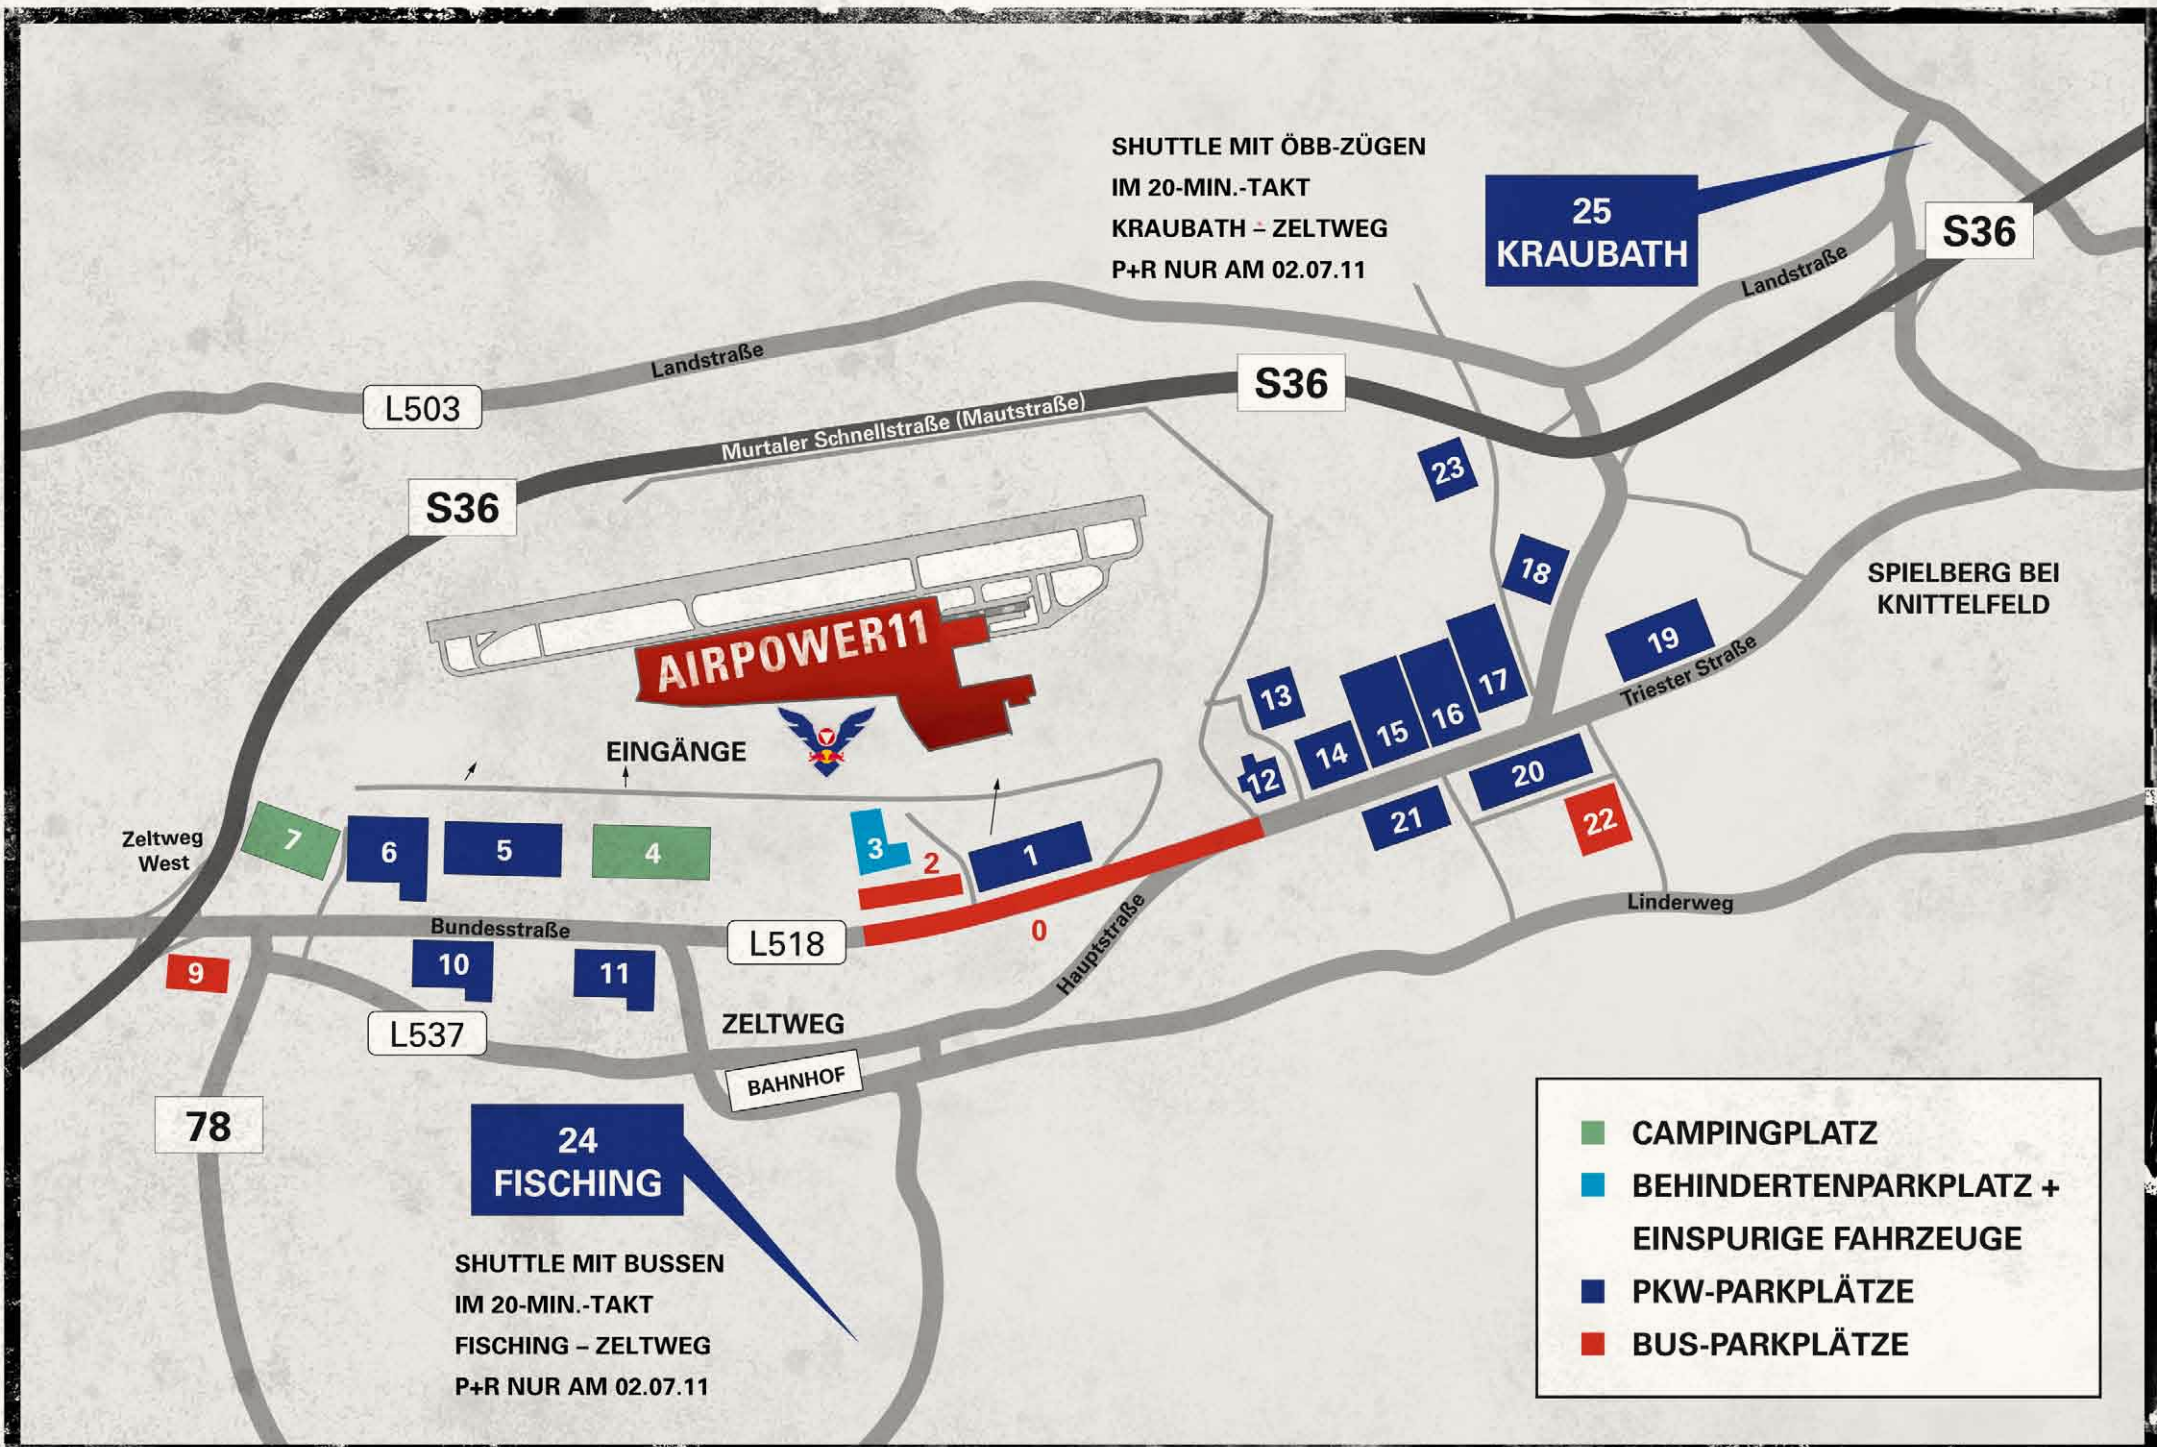 SHUTTLE MIT ÖBB-ZÜGEN
IM 20-MIN.-TAKT
KRAUBATH – ZELTWEG
P+R NUR AM 02.07.11
25
KRAUBATH
S36
Landstraße
Landstraße
L503
S36
Murtaler Schnellstraße (Mautstraße)
S36
23
18
SPIELBERG BEI
KNITTELFELD
AIRPOWER11
19
Triester Straße
17
16
15
14
13
12
20
21
22
EINGÄNGE
Zeltweg
West
7
6
5
4
3
2
1
0
Bundesstraße
L518
Hauptstraße
Linderweg
9
10
11
L537
ZELTWEG
BAHNHOF
78
24
FISCHING
SHUTTLE MIT BUSSEN
IM 20-MIN.-TAKT
FISCHING – ZELTWEG
P+R NUR AM 02.07.11
CAMPINGPLATZ
BEHINDERTENPARKPLATZ +
EINSPURIGE FAHRZEUGE
PKW-PARKPLÄTZE
BUS-PARKPLÄTZE